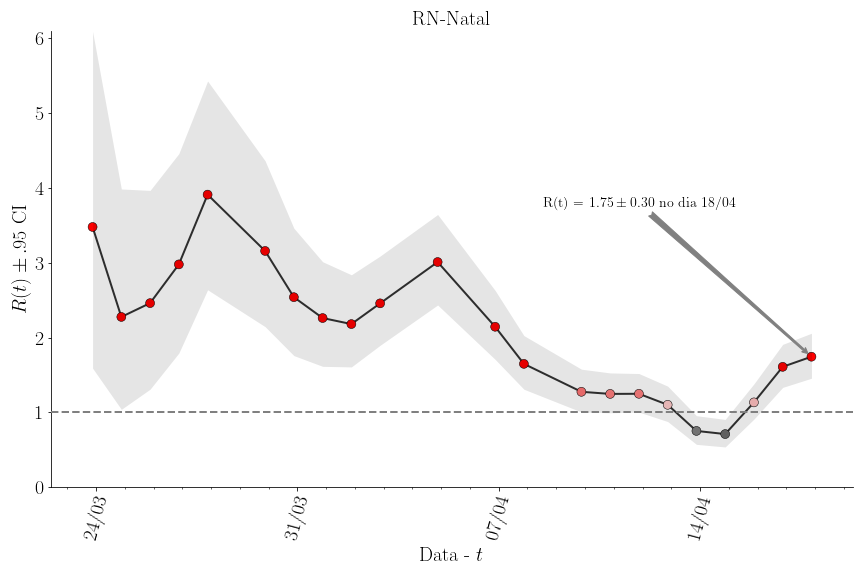 RN-Natal
6
5
4
3
2
1
0
R(t) ± .95 CI
R(t) = 1.75 ± 0.30 no dia 18/04
24/03
31/03
07/04
14/04
Data - t